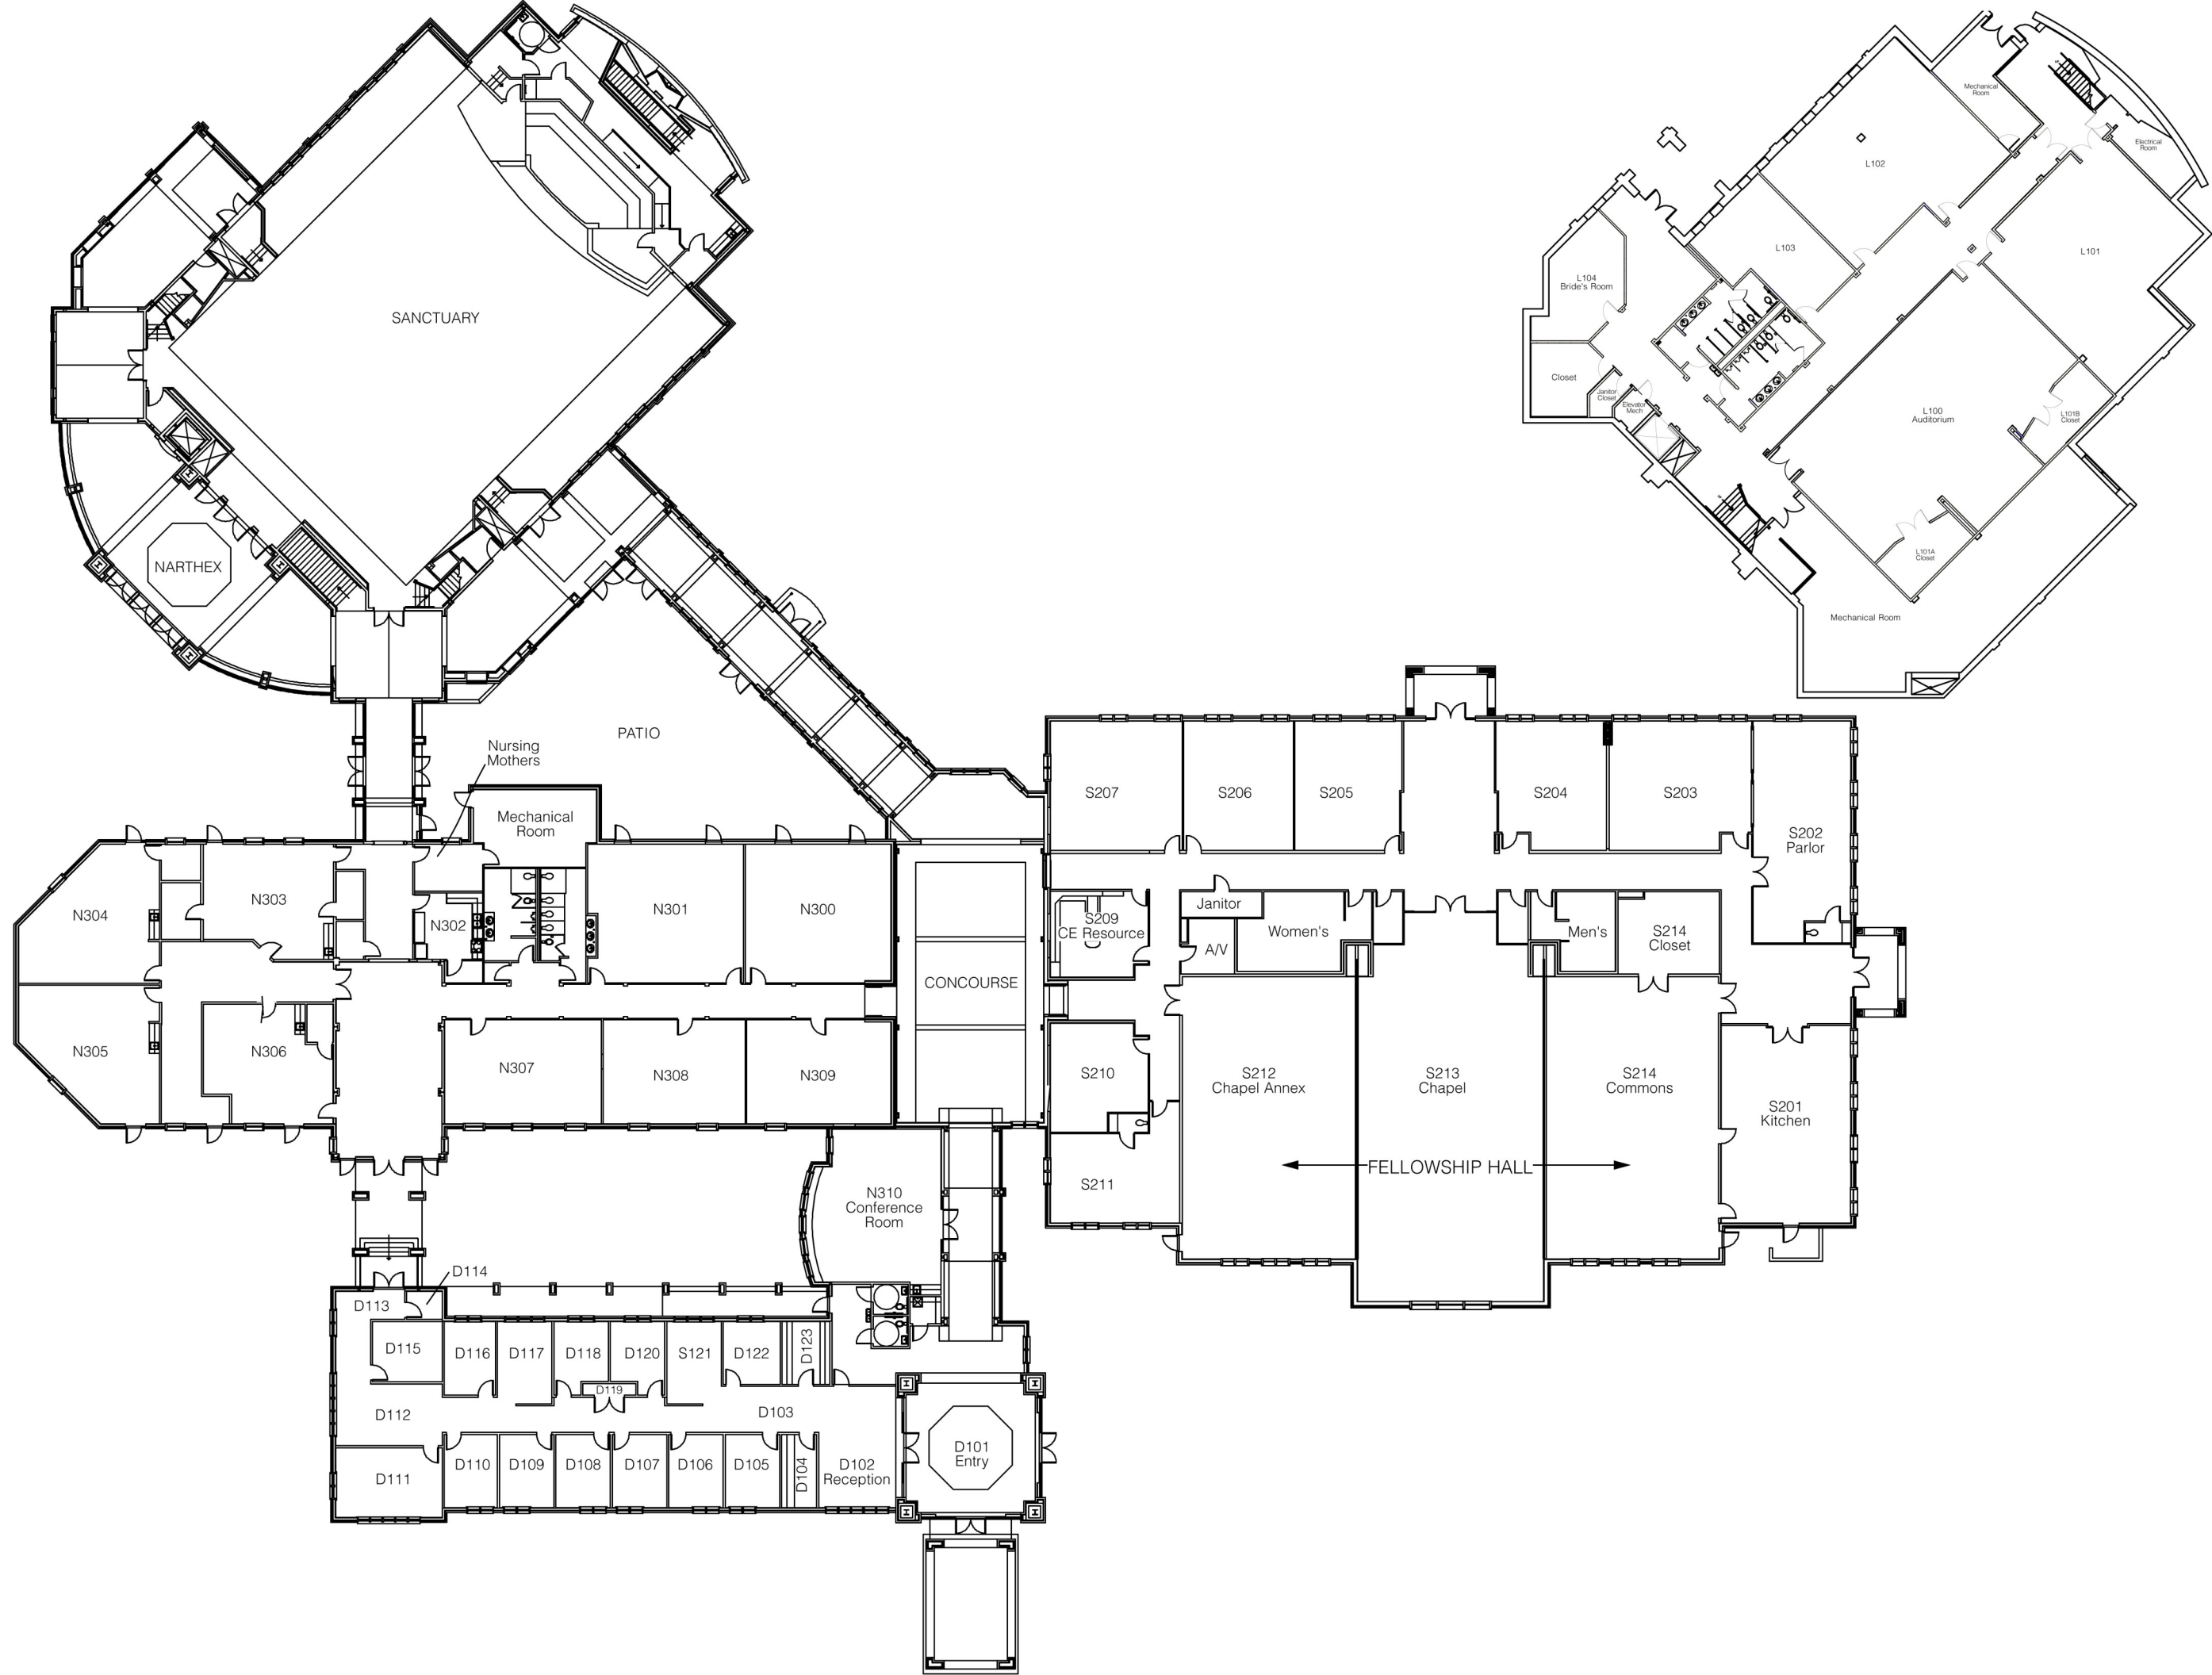 SANCTUARY
NARTHEX
PATIO
Nursing
Mothers
Mechanical
Room
N304
N303
N302
N301
N300
N305
N306
N307
N308
N309
CONCOURSE
N310
Conference
Room
D114
D113
D115
D116
D117
D118
D120
S121
D122
D123
D119
D112
D103
D111
D110
D109
D108
D107
D106
D105
D104
D102
Reception
D101
Entry
S207
S206
S205
S204
S203
S202
Parlor
S209
CE Resource
Janitor
A/V
Women's
Men's
S214
Closet
S210
S211
S212
Chapel Annex
S213
Chapel
S214
Commons
S201
Kitchen
FELLOWSHIP HALL
Mechanical
Room
Electrical
Room
L102
L103
L101
L104
Bride's Room
Closet
Janitor
Closet
Elevator
Mech
L100
Auditorium
L101B
Closet
L101A
Closet
Mechanical Room